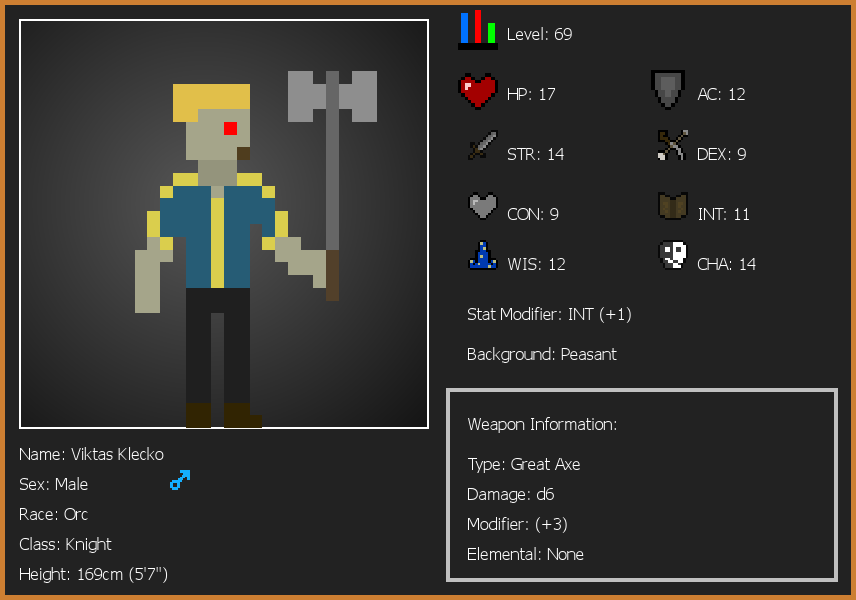 Level: 69
HP: 17
AC: 12
STR: 14
DEX: 9
CON: 9
INT: 11
WIS: 12
CHA: 14
Stat Modifier: INT (+1)
Background: Peasant
Weapon Information:
Type: Great Axe
Damage: d6
Modifier: (+3)
Elemental: None
Name: Viktas Klecko
Sex: Male
Race: Orc
Class: Knight
Height: 169cm (5'7")